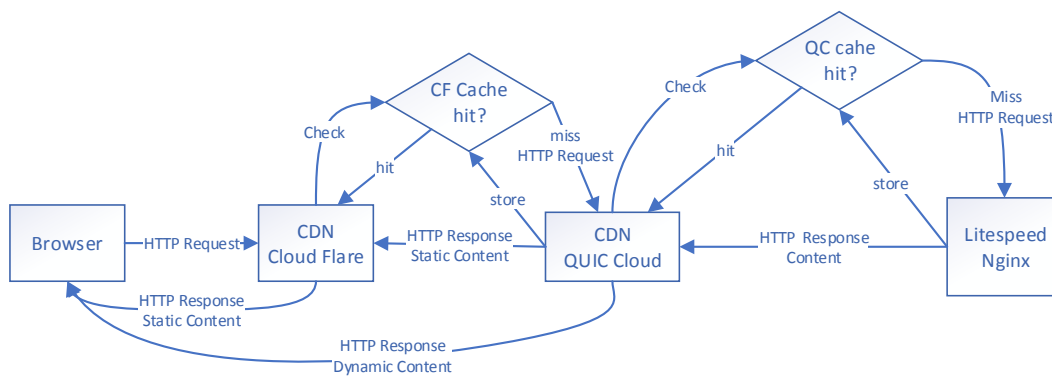 QC cahe
hit?
CF Cache
hit?
Check
Miss
HTTP Request
Check
miss
HTTP Request
hit
hit
store
store
Browser
HTTP Request
CDN
Cloud Flare
HTTP Response
Static Content
CDN
QUIC Cloud
HTTP  Response
Content
Litespeed
Nginx
HTTP Response
Static Content
HTTP Response
Dynamic Content